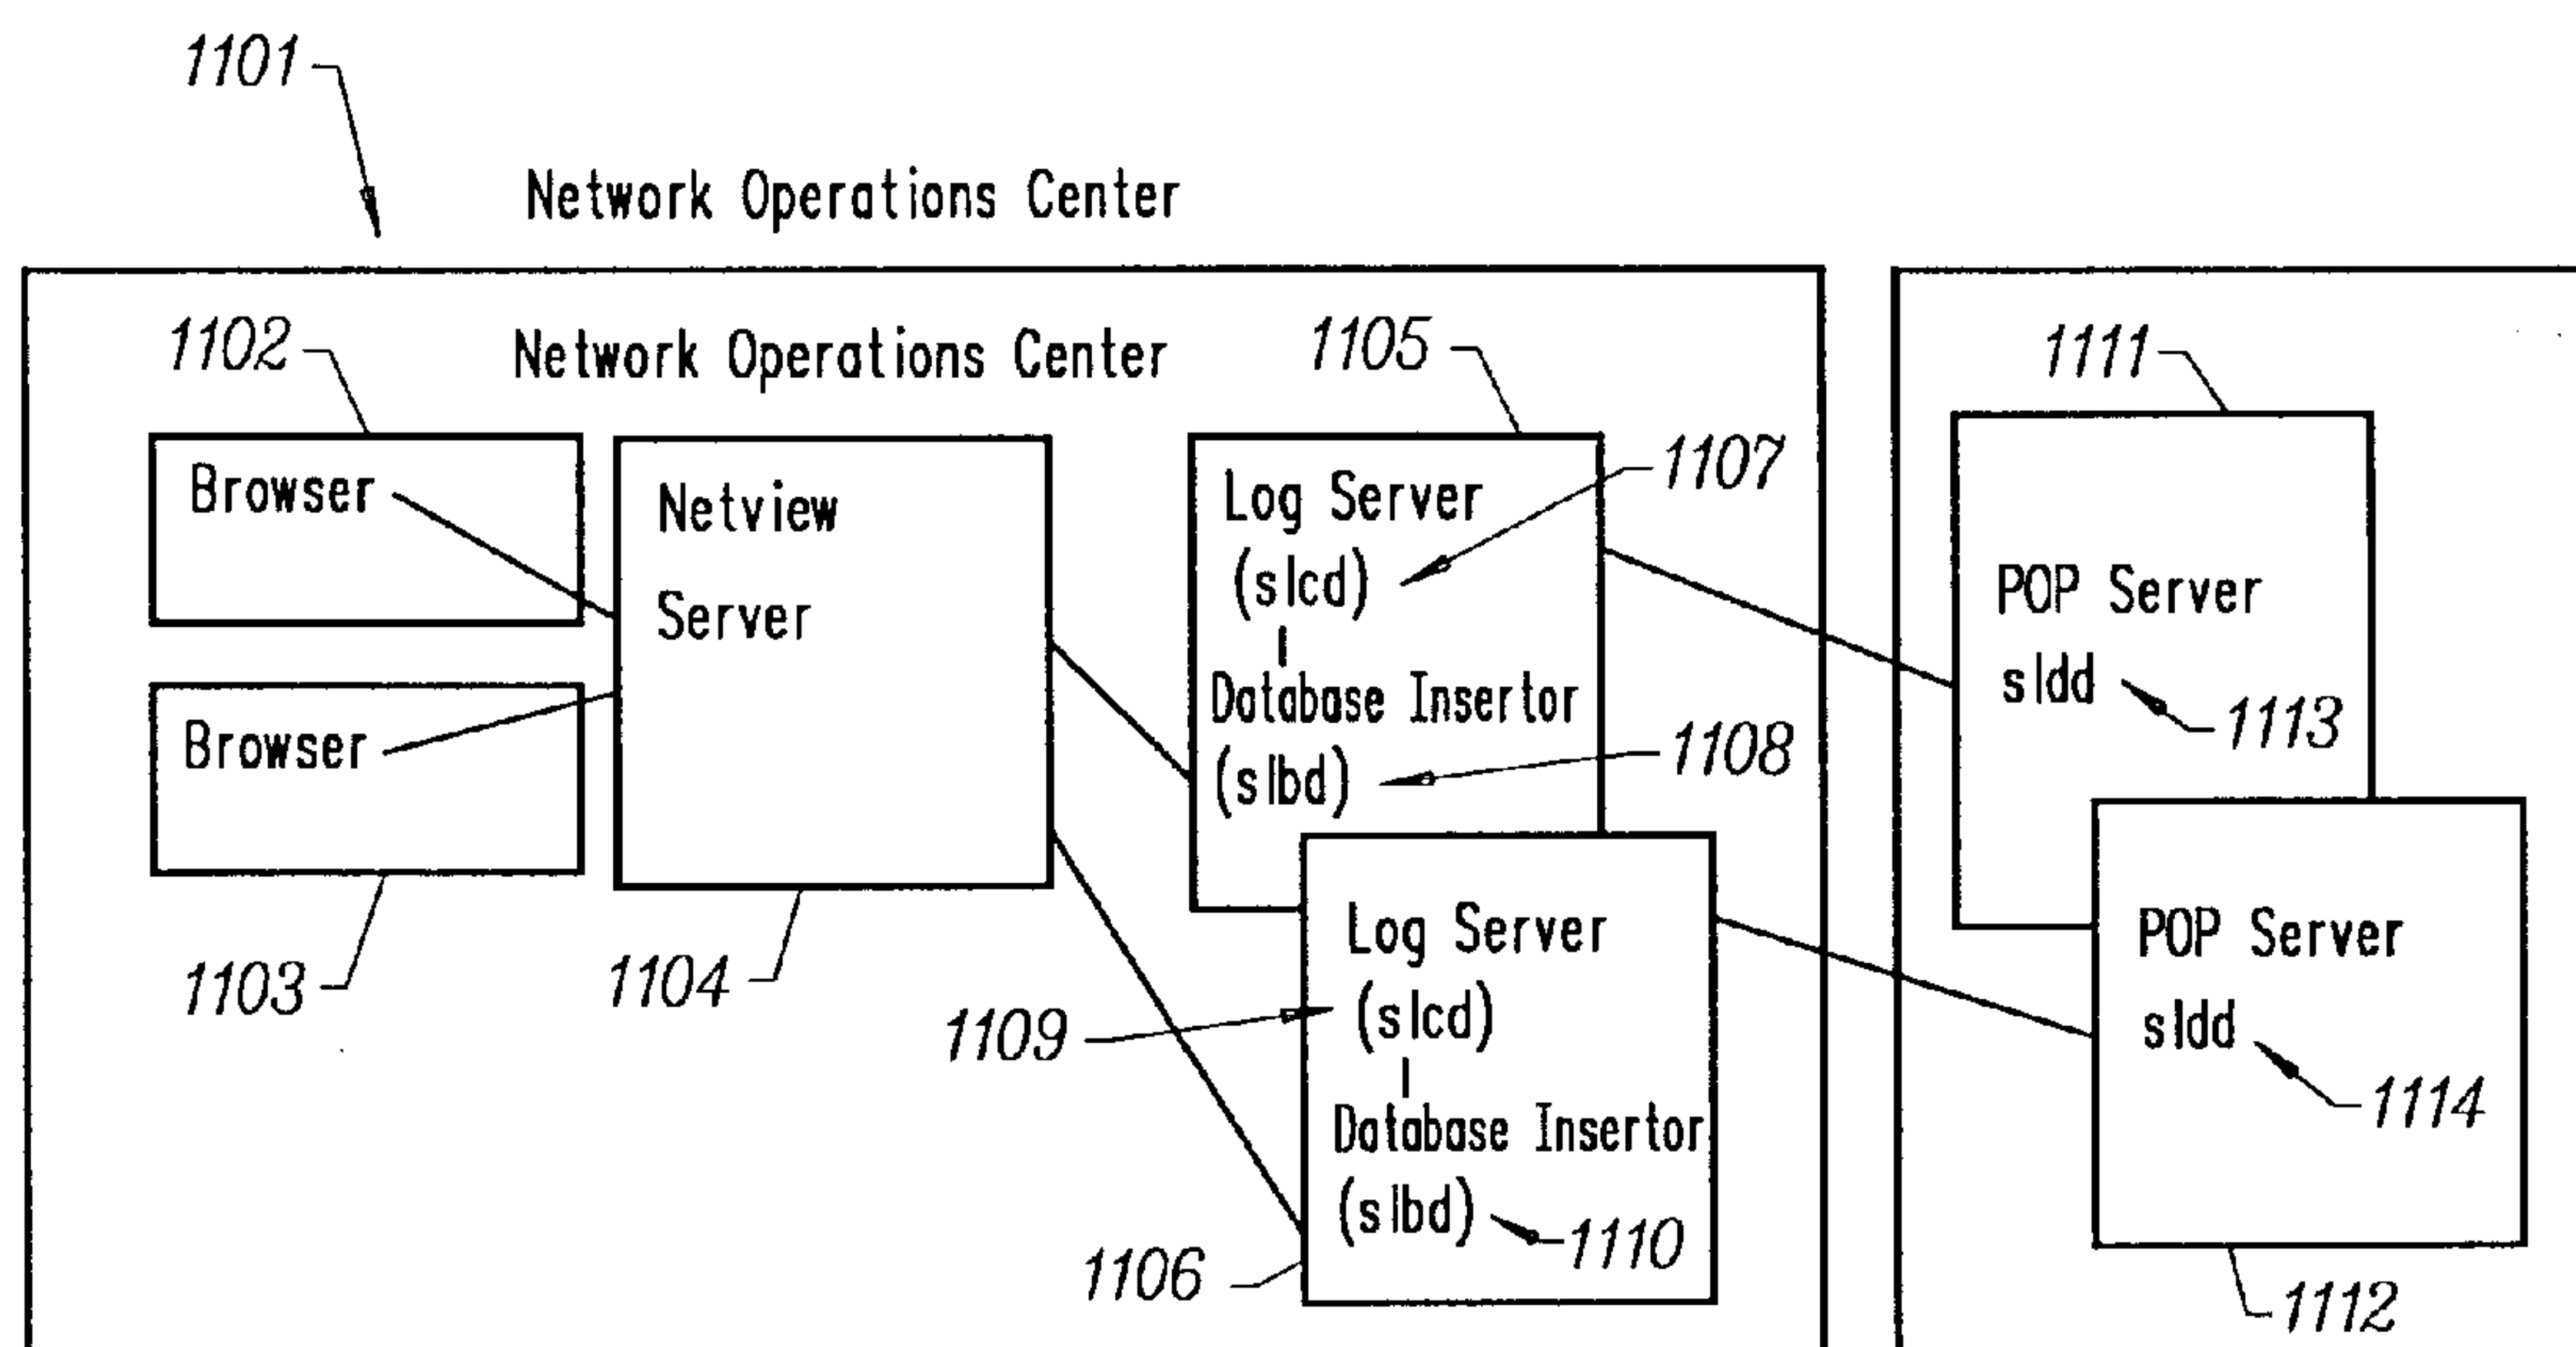 1101
Network Operations Center
1102
Network Operations Center
1105
1111
Browser
Netview
Server
Log Server
(slcd)
1107
Database Insertor
(slbd)
1108
POP Server
sldd
1113
Browser
1103
1104
Log Server
(slcd)
1109
Database Insertor
(slbd)
1110
1106
POP Server
sldd
1114
1112